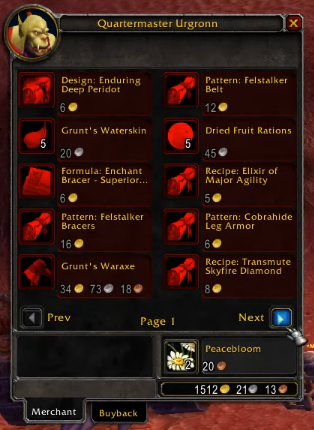 Quartermaster Urgronn
Design: Enduring
Deep Peridot
6
Pattern: Felstalker
Belt
12
5
Grunt's Waterskin
20
5
Dried Fruit Rations
45
Formula: Enchant
Bracer - Superior...
6
Recipe: Elixir of
Major Agility
5
Pattern: Felstalker
Bracers
16
Pattern: Cobrahide
Leg Armor
6
Grunt's Waraxe
34 73 18
Recipe: Transmute
Skyfire Diamond
8
Prev
Page 1
Next
2
Peacebloom
20
1512 21 13
Merchant
Buyback